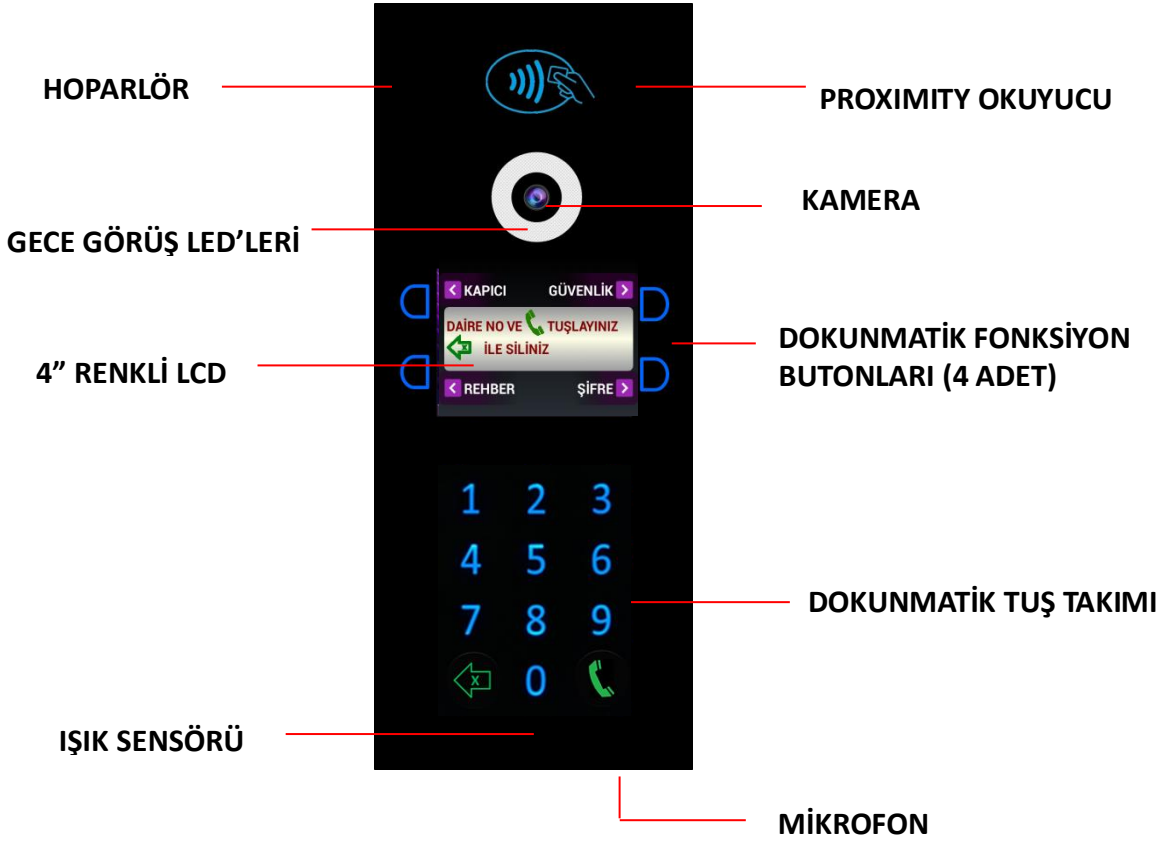 HOPARLÖR
PROXIMITY OKUYUCU
KAMERA
GECE GÖRÜŞ LED’LERİ
< KAPICI GÜVENLİK >
DAİRE NO VE TUŞLAYINIZ
x İLE SİLİNİZ
< REHBER ŞİFRE >
4” RENKLİ LCD
DOKUNMATİK FONKSİYON
BUTONLARI (4 ADET)
1 2 3
4 5 6
7 8 9
x 0
DOKUNMATİK TUŞ TAKIMI
IŞIK SENSÖRÜ
MİKROFON